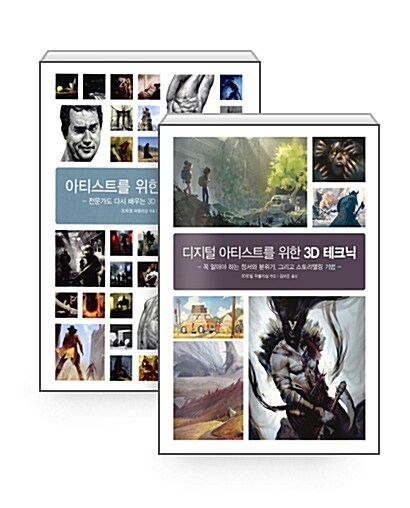 아티스트를 위한
- 전문가도 다시 배우는 3D
디지털 아티스트를 위한 3D 테크닉
- 꼭 알아야 하는 정서와 분위기, 그리고 스토리텔링 기법 -